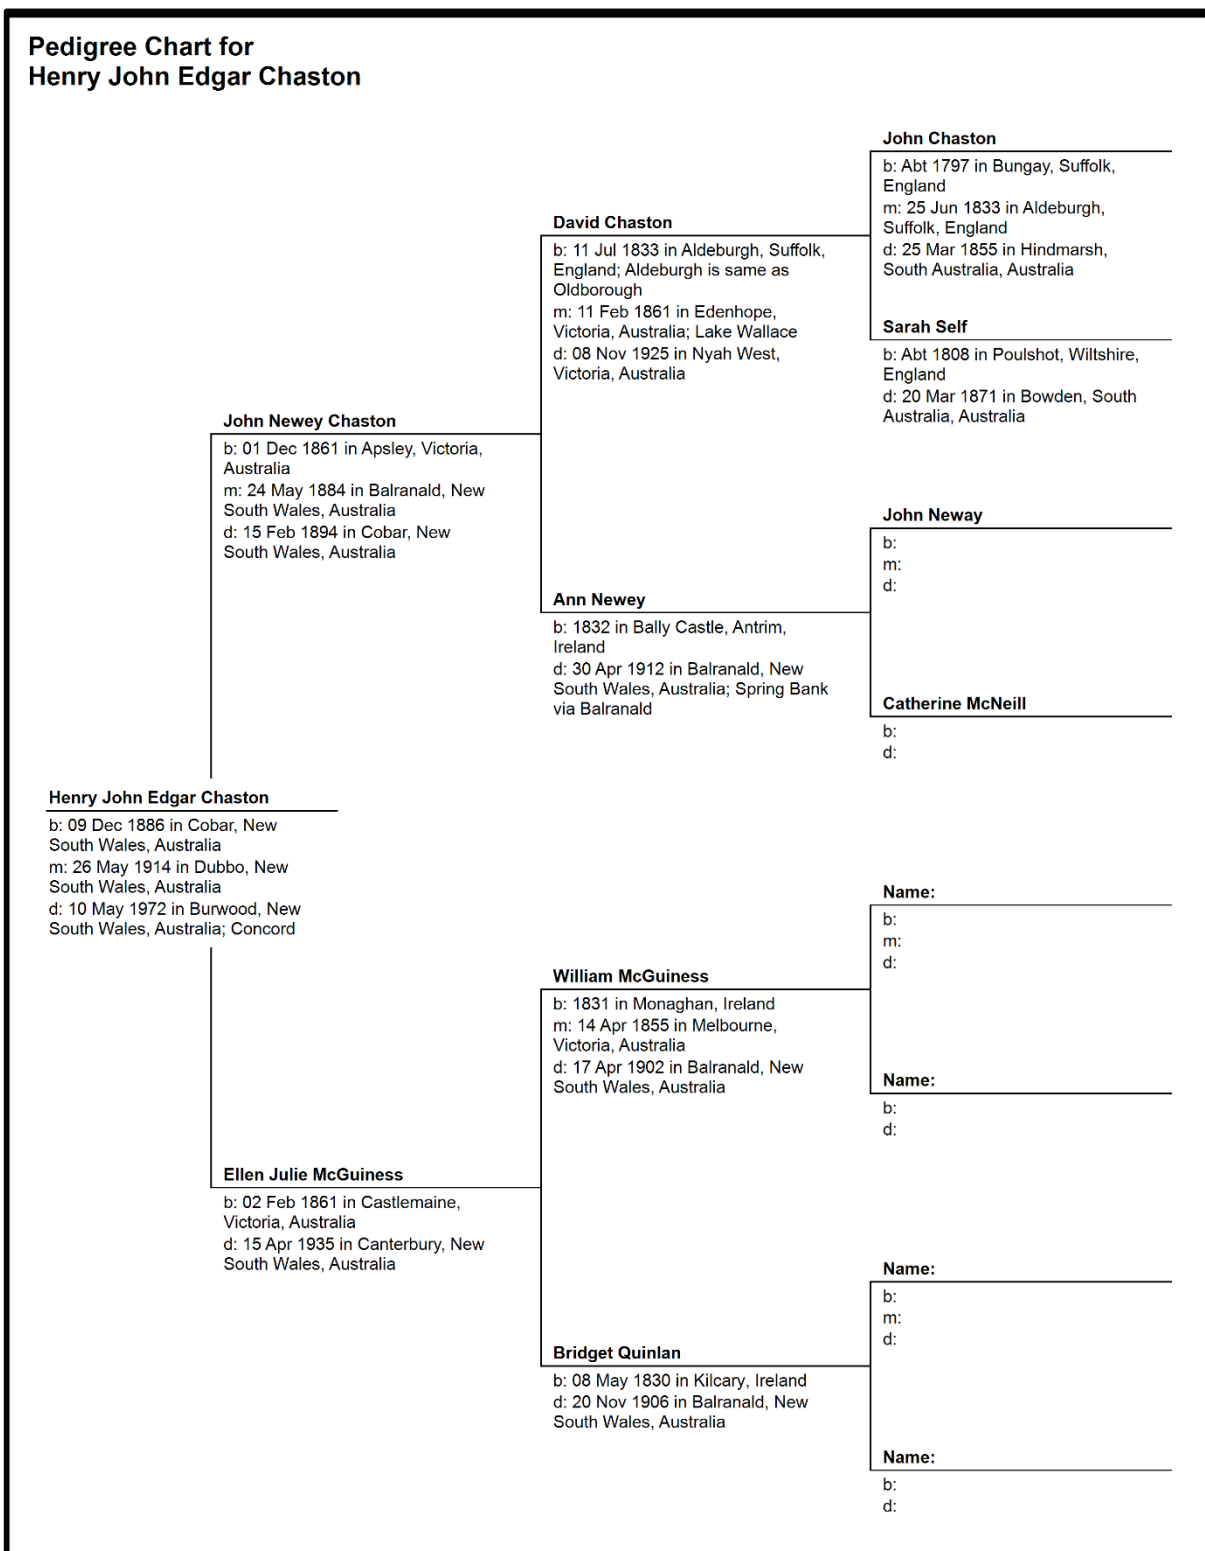 Pedigree Chart for
Henry John Edgar Chaston
John Chaston
b: Abt 1797 in Bungay, Suffolk,
England
m: 25 Jun 1833 in Aldeburgh,
Suffolk, England
d: 25 Mar 1855 in Hindmarsh,
South Australia, Australia
David Chaston
b: 11 Jul 1833 in Aldeburgh, Suffolk,
England; Aldeburgh is same as
Oldborough
m: 11 Feb 1861 in Edenhope,
Victoria, Australia; Lake Wallace
d: 08 Nov 1925 in Nyah West,
Victoria, Australia
Sarah Self
b: Abt 1808 in Poulshot, Wiltshire,
England
d: 20 Mar 1871 in Bowden, South
Australia, Australia
John Newey Chaston
b: 01 Dec 1861 in Apsley, Victoria,
Australia
m: 24 May 1884 in Balranald, New
South Wales, Australia
d: 15 Feb 1894 in Cobar, New
South Wales, Australia
John Neway
b:
m:
d:
Ann Newey
b: 1832 in Bally Castle, Antrim,
Ireland
d: 30 Apr 1912 in Balranald, New
South Wales, Australia; Spring Bank
via Balranald
Catherine McNeill
b:
d:
Henry John Edgar Chaston
b: 09 Dec 1886 in Cobar, New
South Wales, Australia
m: 26 May 1914 in Dubbo, New
South Wales, Australia
d: 10 May 1972 in Burwood, New
South Wales, Australia; Concord
Name:
b:
m:
d:
William McGuiness
b: 1831 in Monaghan, Ireland
m: 14 Apr 1855 in Melbourne,
Victoria, Australia
d: 17 Apr 1902 in Balranald, New
South Wales, Australia
Name:
b:
d:
Ellen Julie McGuiness
b: 02 Feb 1861 in Castlemaine,
Victoria, Australia
d: 15 Apr 1935 in Canterbury, New
South Wales, Australia
Name:
b:
m:
d:
Bridget Quinlan
b: 08 May 1830 in Kilcary, Ireland
d: 20 Nov 1906 in Balranald, New
South Wales, Australia
Name:
b:
d: